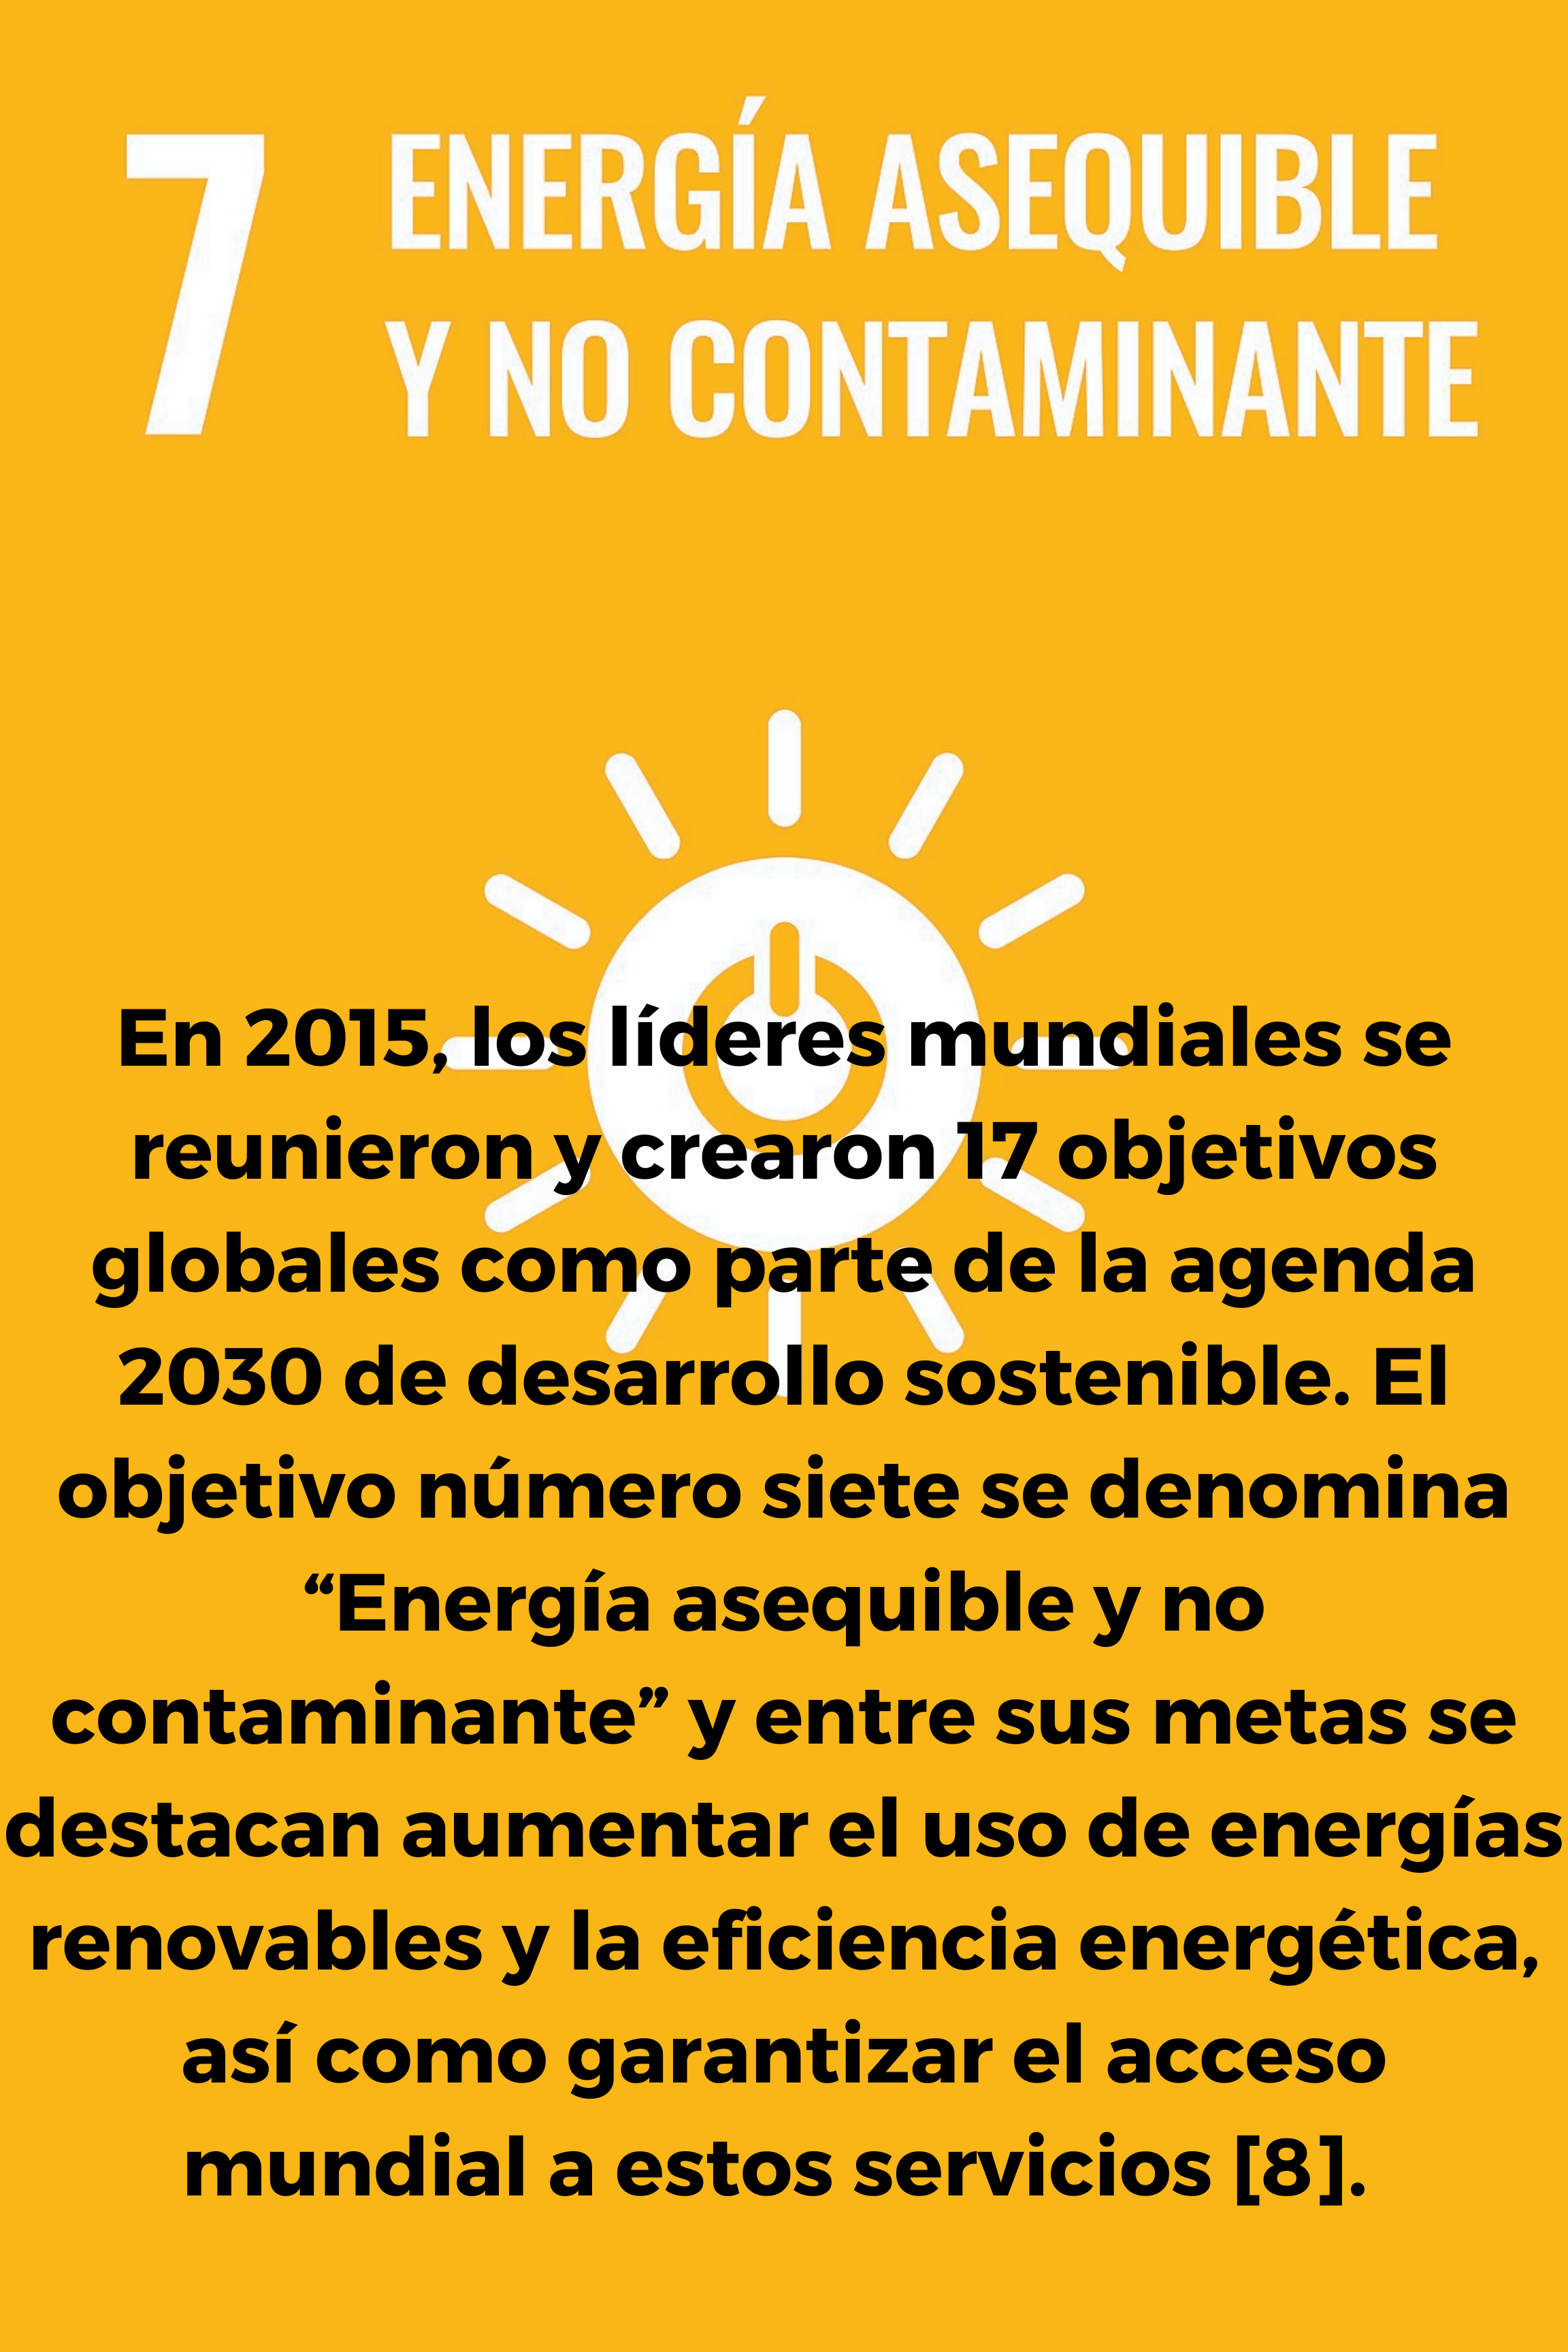 7
ENERGÍA ASEQUIBLE
Y NO CONTAMINANTE
En 2015, los líderes mundiales se
reunieron y crearon 17 objetivos
globales como parte de la agenda
2030 de desarrollo sostenible. El
objetivo número siete se denomina
“Energía asequible y no
contaminante” y entre sus metas se
destacan aumentar el uso de energías
renovables y la eficiencia energética,
así como garantizar el acceso
mundial a estos servicios [8].